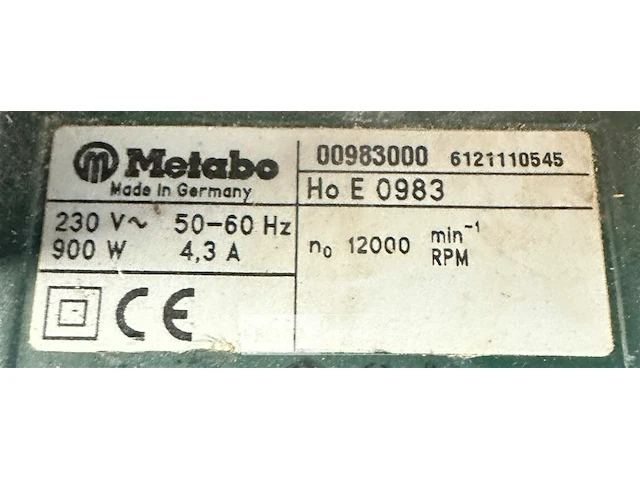 Metabo
Made in Germany
00983000 6121110545
Ho E 0983
230 V~ 50-60 Hz
900 W 4,3 A
n₀ 12000 min⁻¹
RPM
CE